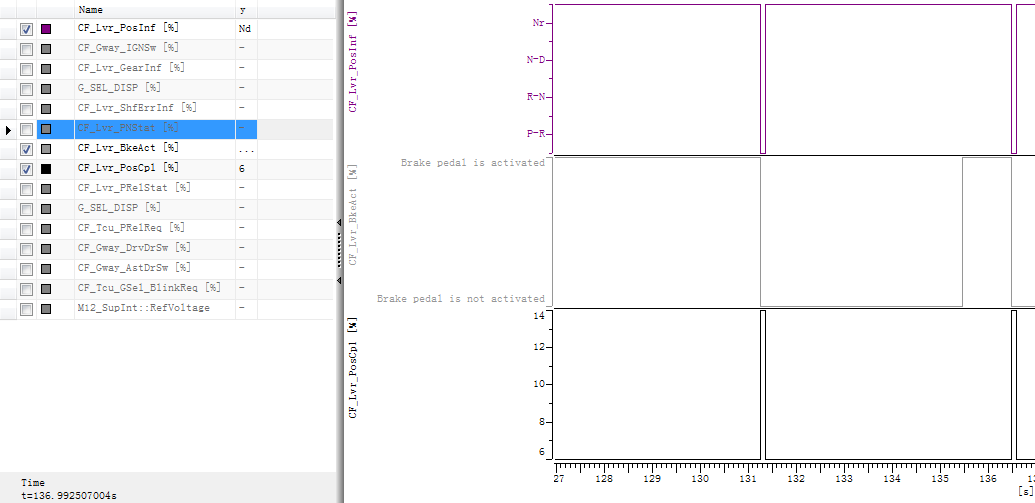 Name y
CF_Lvr_PosInf [%] Nd
CF_Gway_IGNSw [%] -
CF_Lvr_GearInf [%] -
G_SEL_DISP [%] -
CF_Lvr_ShfErrInf [%] -
CF_Lvr_PNStat [%] -
CF_Lvr_BkeAct [%] ...
CF_Lvr_PosCpl [%] 6
CF_Lvr_PRelStat [%] -
G_SEL_DISP [%] -
CF_Tcu_PRelReq [%] -
CF_Gway_DrvDrSw [%] -
CF_Gway_AstDrSw [%] -
CF_Tcu_GSel_BlinkReq [%] -
M12_SupInt::RefVoltage -
Time
t=136.992507004s
CF_Lvr_PosInf [%]
Nr
N-D
R-N
P-R
CF_Lvr_BkeAct [%]
Brake pedal is activated
Brake pedal is not activated
CF_Lvr_PosCpl [%]
14
12
10
8
6
27 128 129 130 131 132 133 134 135 136 13
[s]